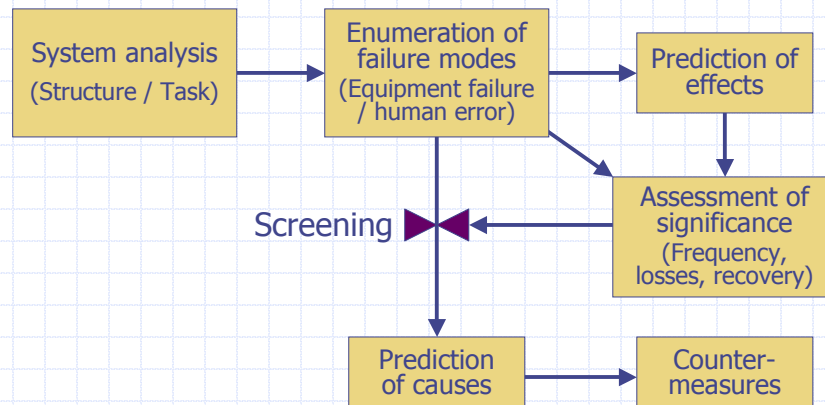 System analysis
(Structure / Task)
Enumeration of
failure modes
(Equipment failure
/ human error)
Prediction of
effects
Assessment of
significance
(Frequency,
losses, recovery)
Screening
Prediction
of causes
Counter-
measures